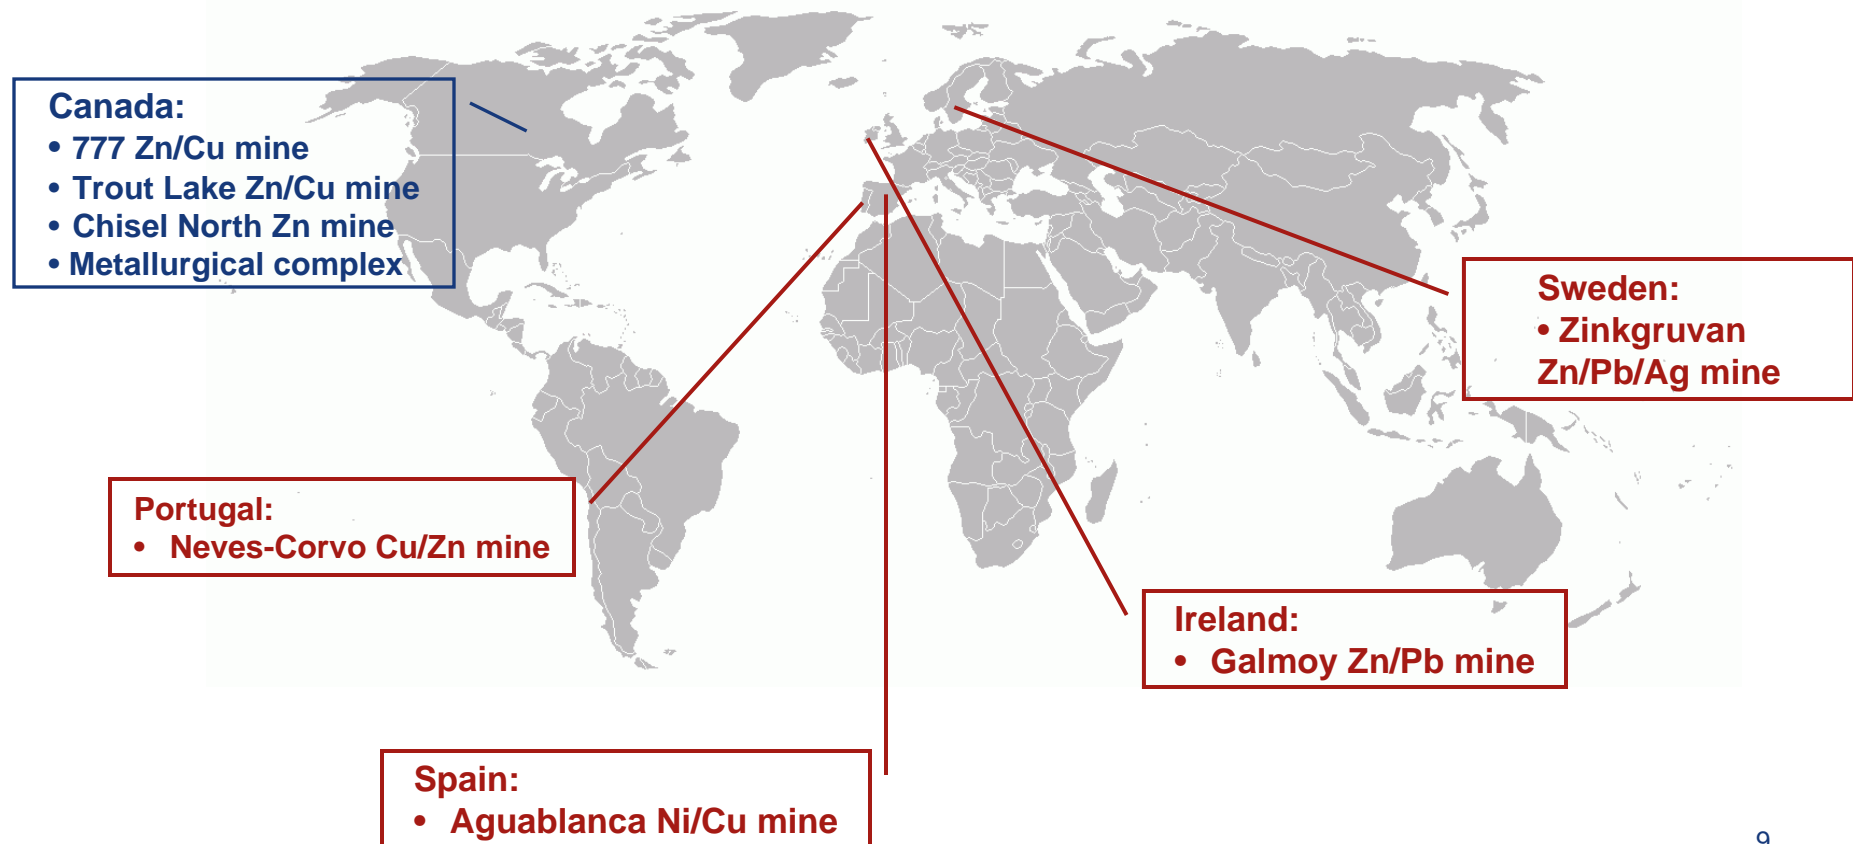 Canada:
• 777 Zn/Cu mine
• Trout Lake Zn/Cu mine
• Chisel North Zn mine
• Metallurgical complex
Sweden:
• Zinkgruvan
Zn/Pb/Ag mine
Portugal:
• Neves-Corvo Cu/Zn mine
Ireland:
• Galmoy Zn/Pb mine
Spain:
• Aguablanca Ni/Cu mine
9